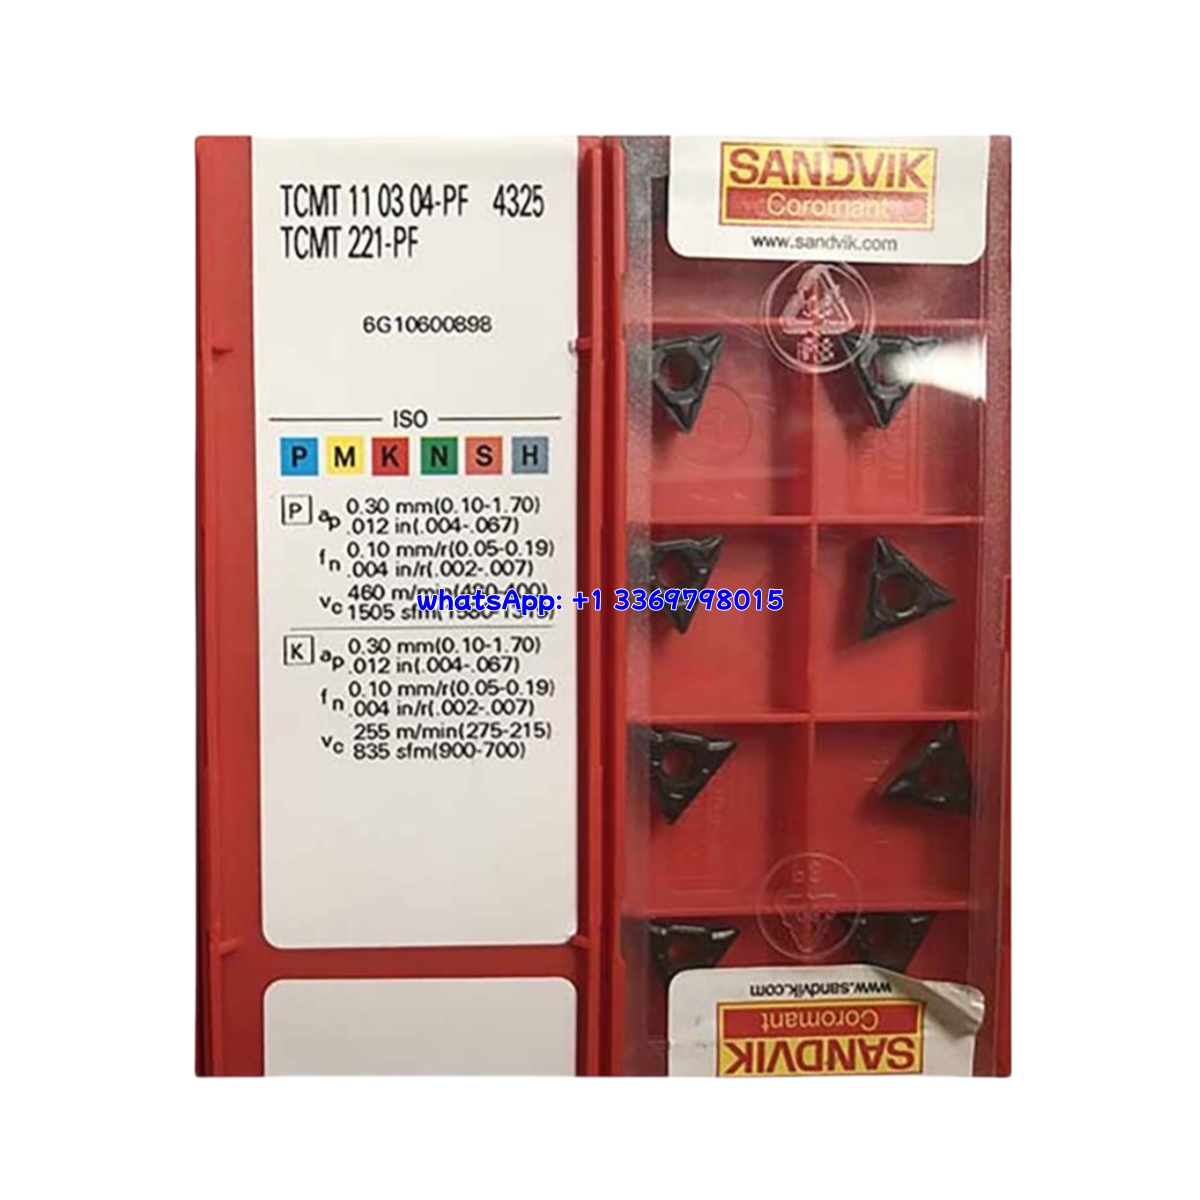 TCMT 11 03 04-PF 4325
TCMT 221-PF
6G10600898
ISO
P M K N S H
P ap 0.30 mm(0.10-1.70)
.012 in(.004-.067)
fn 0.10 mm/r(0.05-0.19)
.004 in/r(.002-.007)
vc 460 m/min(480-400)
1505 sfm(
whatsApp: +1 3369798015
K ap 0.30 mm(0.10-1.70)
.012 in(.004-.067)
fn 0.10 mm/r(0.05-0.19)
.004 in/r(.002-.007)
vc 255 m/min(275-215)
835 sfm(900-700)
SANDVIK
Coromant
www.sandvik.com
www.sandvik.com
Coromant
SANDVIK